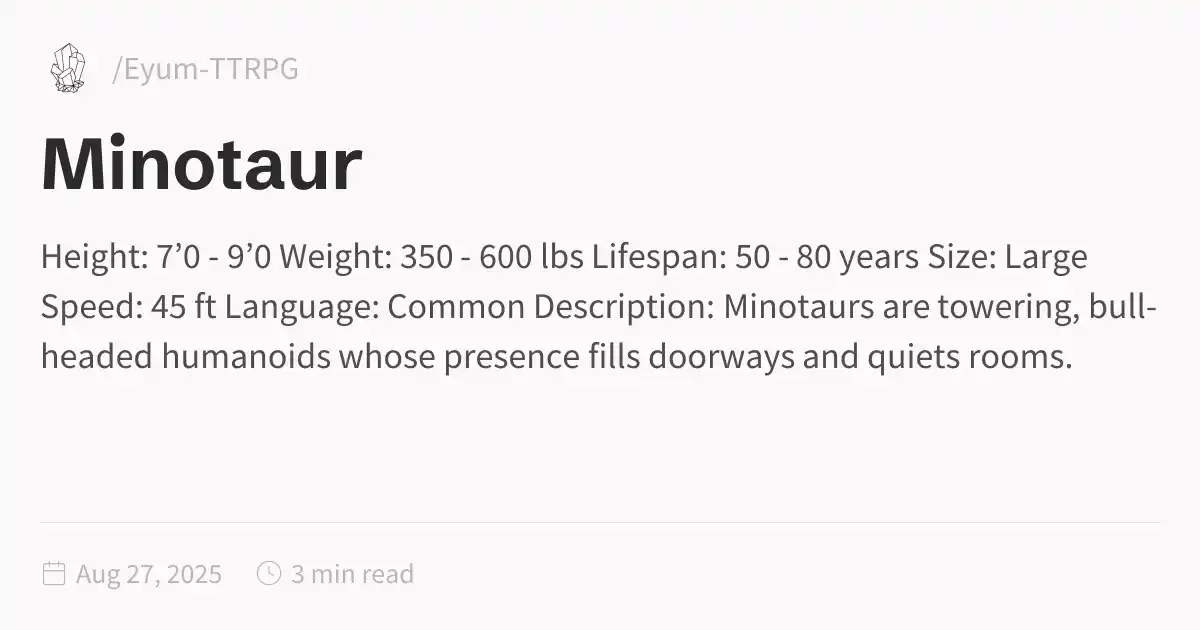 /Eyum-TTRPG
Minotaur
Height: 7’0 - 9’0 Weight: 350 - 600 lbs Lifespan: 50 - 80 years Size: Large
Speed: 45 ft Language: Common Description: Minotaurs are towering, bull-
headed humanoids whose presence fills doorways and quiets rooms.
Aug 27, 2025 3 min read